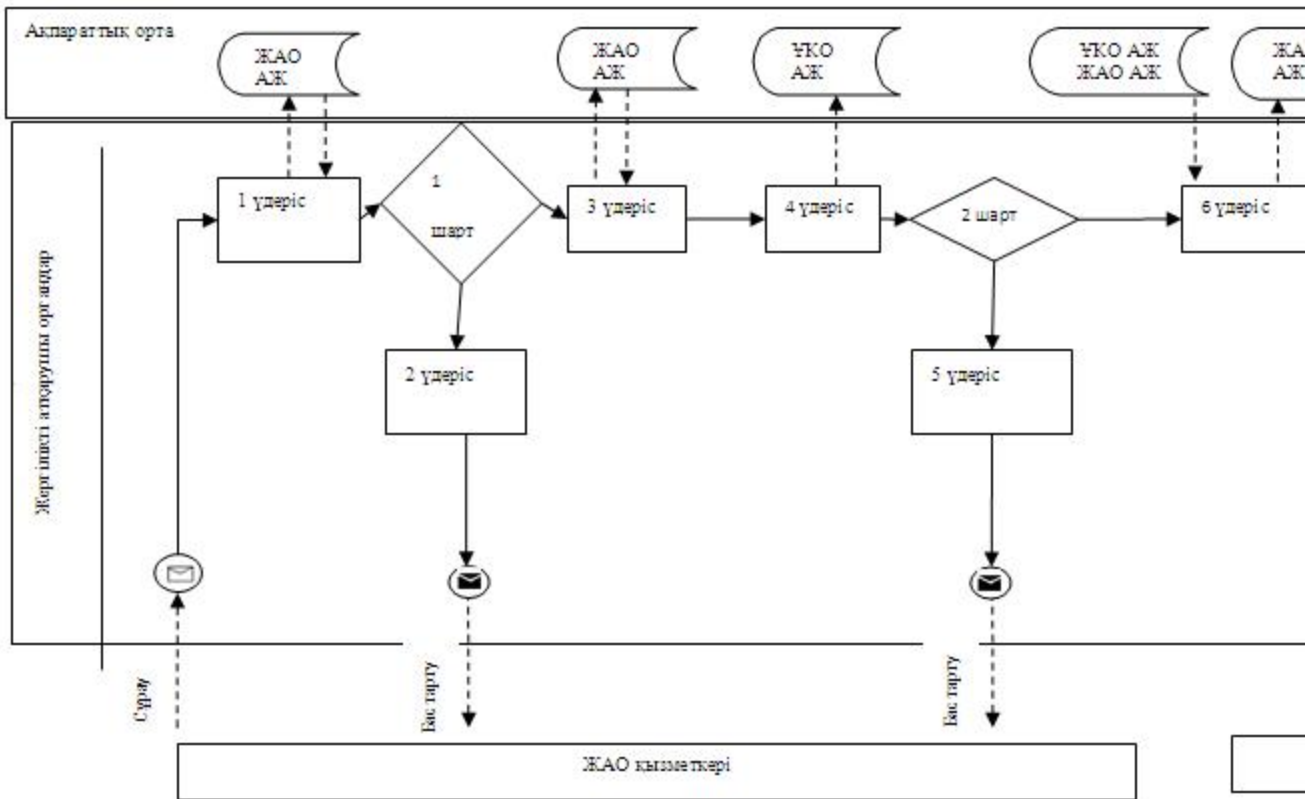 Ақпараттық орта
ЖАО
АЖ
ЖАО
АЖ
ҰКО
АЖ
ҰКО АЖ
ЖАО АЖ
ЖА
АЖ
1 үдеріс
1
шарт
3 үдеріс
4 үдеріс
2 шарт
6 үдеріс
2 үдеріс
5 үдеріс
Жергілікті атқарушы органдар
Сұрау
Бас тарту
Бас тарту
ЖАО қызметкері